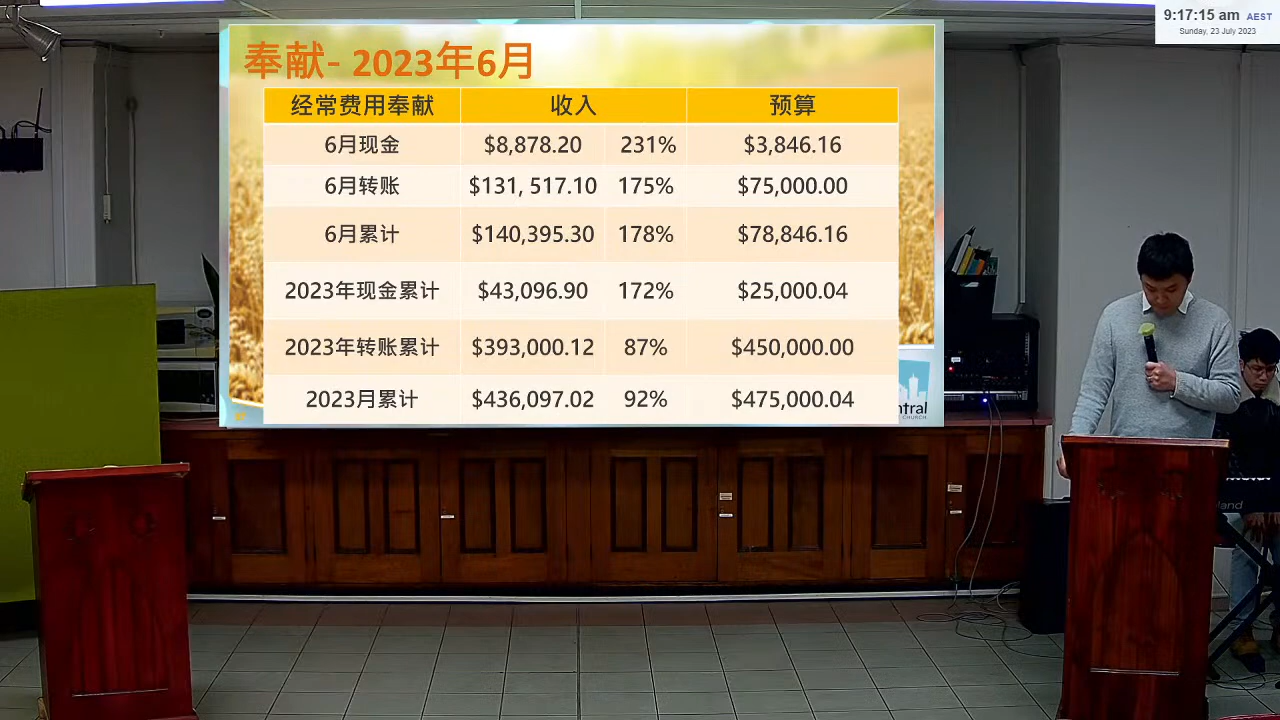 9:17:15 am AEST
Sunday, 23 July 2023
奉献- 2023年6月
经常费用奉献 收入 预算
6月现金 $8,878.20 231% $3,846.16
6月转账 $131, 517.10 175% $75,000.00
6月累计 $140,395.30 178% $78,846.16
2023年现金累计 $43,096.90 172% $25,000.04
2023年转账累计 $393,000.12 87% $450,000.00
2023月累计 $436,097.02 92% $475,000.04
ntral
CHURCH
land